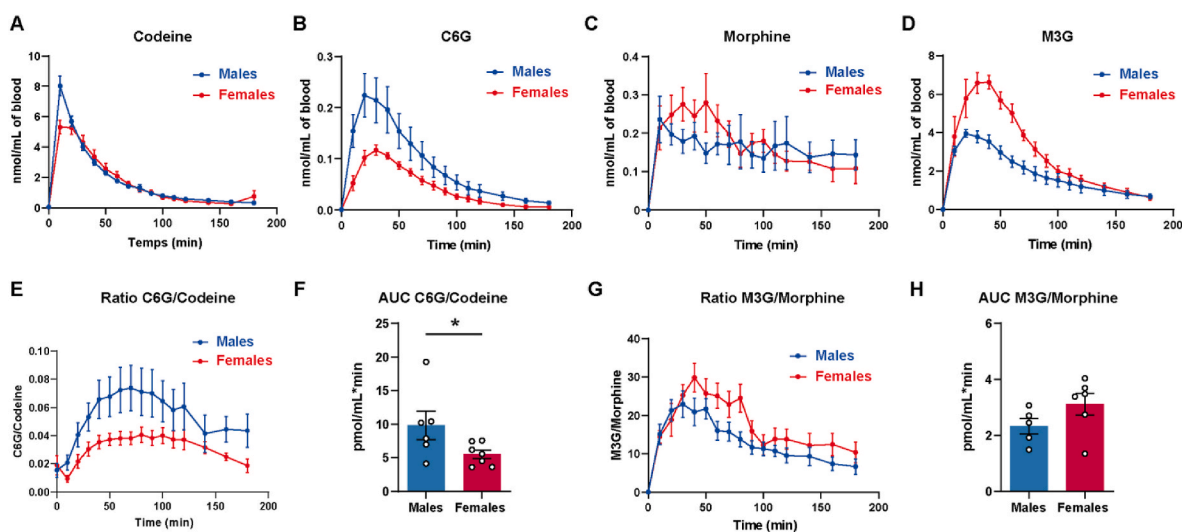 A
Codeine
nmol/mL of blood
10
8
6
4
2
0
0
50
100
150
200
Temps (min)
Males
Females
B
C6G
nmol/mL of blood
0.3
0.2
0.1
0.0
0
50
100
150
200
Time (min)
Males
Females
C
Morphine
nmol/mL of blood
0.4
0.3
0.2
0.1
0.0
0
50
100
150
200
Time (min)
Males
Females
D
M3G
nmol/mL of blood
8
6
4
2
0
0
50
100
150
200
Time (min)
Males
Females
E
Ratio C6G/Codeine
C6G/Codeine
0.10
0.08
0.06
0.04
0.02
0.00
0
50
100
150
200
Time (min)
Males
Females
F
AUC C6G/Codeine
pmol/mL*min
25
20
15
10
5
0
*
Males
Females
G
Ratio M3G/Morphine
M3G/Morphine
40
30
20
10
0
0
50
100
150
200
Time (min)
Males
Females
H
AUC M3G/Morphine
pmol/mL*min
6
4
2
0
Males
Females